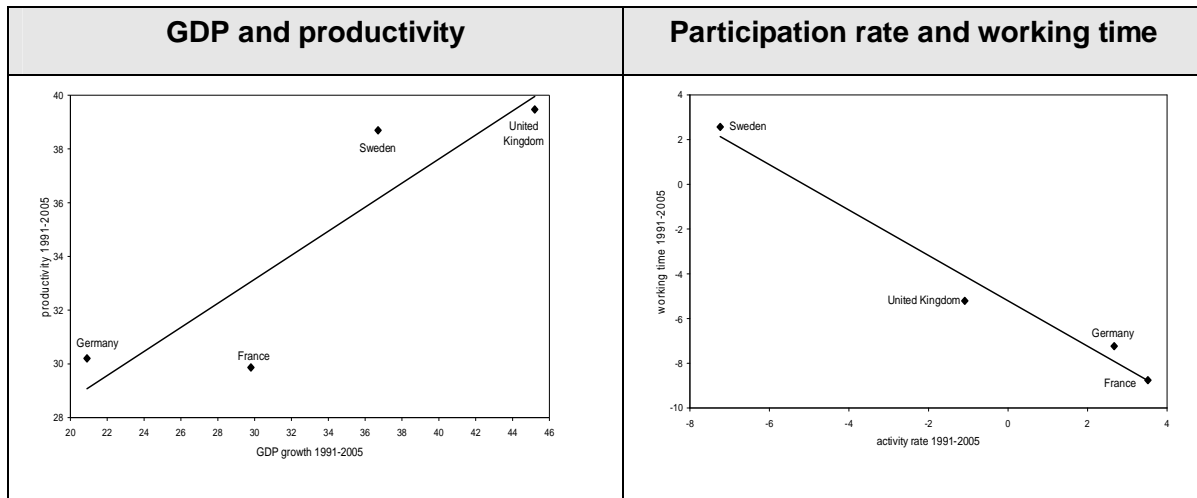 GDP and productivity
Participation rate and working time
40
38
36
34
32
30
28
productivity 1991-2005
United
Kingdom
Sweden
Germany
France
20 22 24 26 28 30 32 34 36 38 40 42 44 46
GDP growth 1991-2005
4
2
0
-2
-4
-6
-8
-10
working time 1991-2005
Sweden
United Kingdom
Germany
France
-8 -6 -4 -2 0 2 4
activity rate 1991-2005